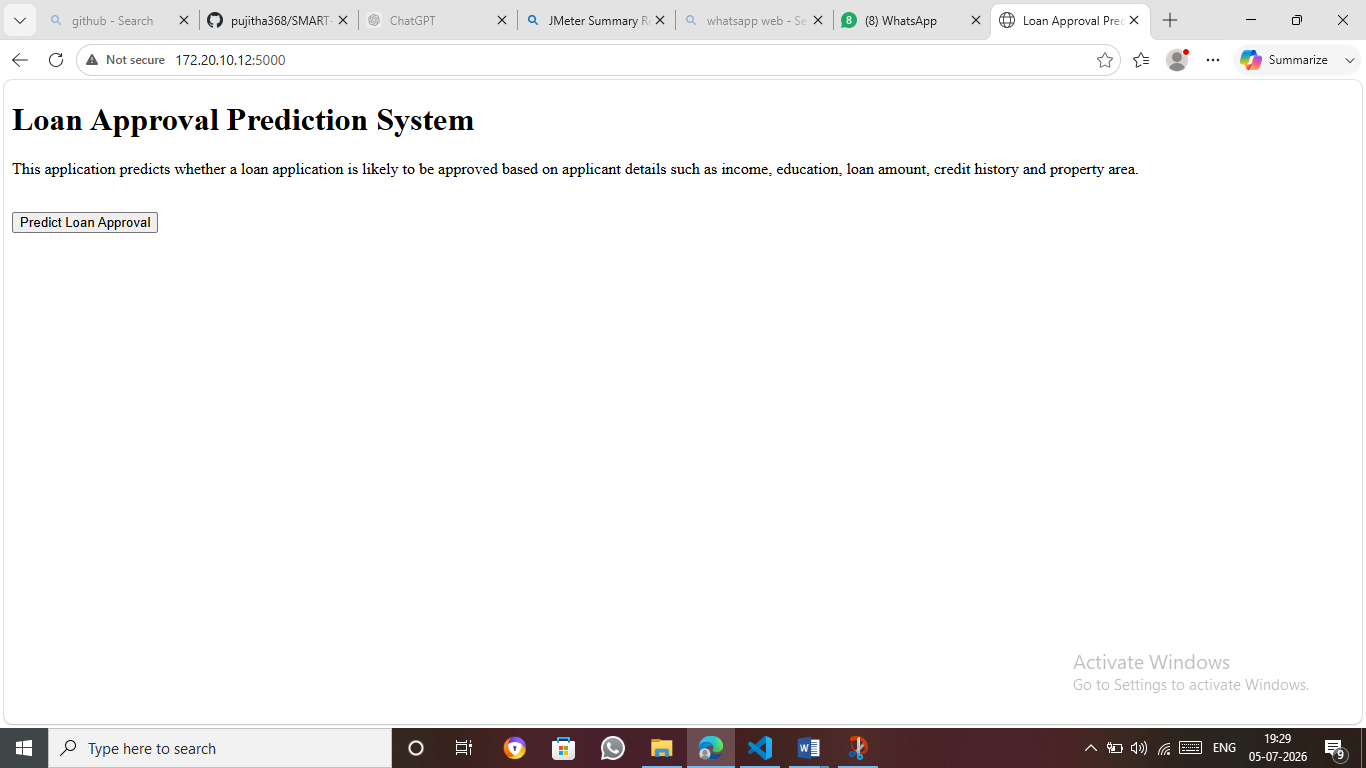 github - Search
pujitha368/SMART-
ChatGPT
JMeter Summary Re
whatsapp web - Se
8
(8) WhatsApp
Loan Approval Pred
Not secure
172.20.10.12:5000
Summarize
Loan Approval Prediction System
This application predicts whether a loan application is likely to be approved based on applicant details such as income, education, loan amount, credit history and property area.
Predict Loan Approval
Activate Windows
Go to Settings to activate Windows.
Type here to search
ENG
19:29
05-07-2026
9